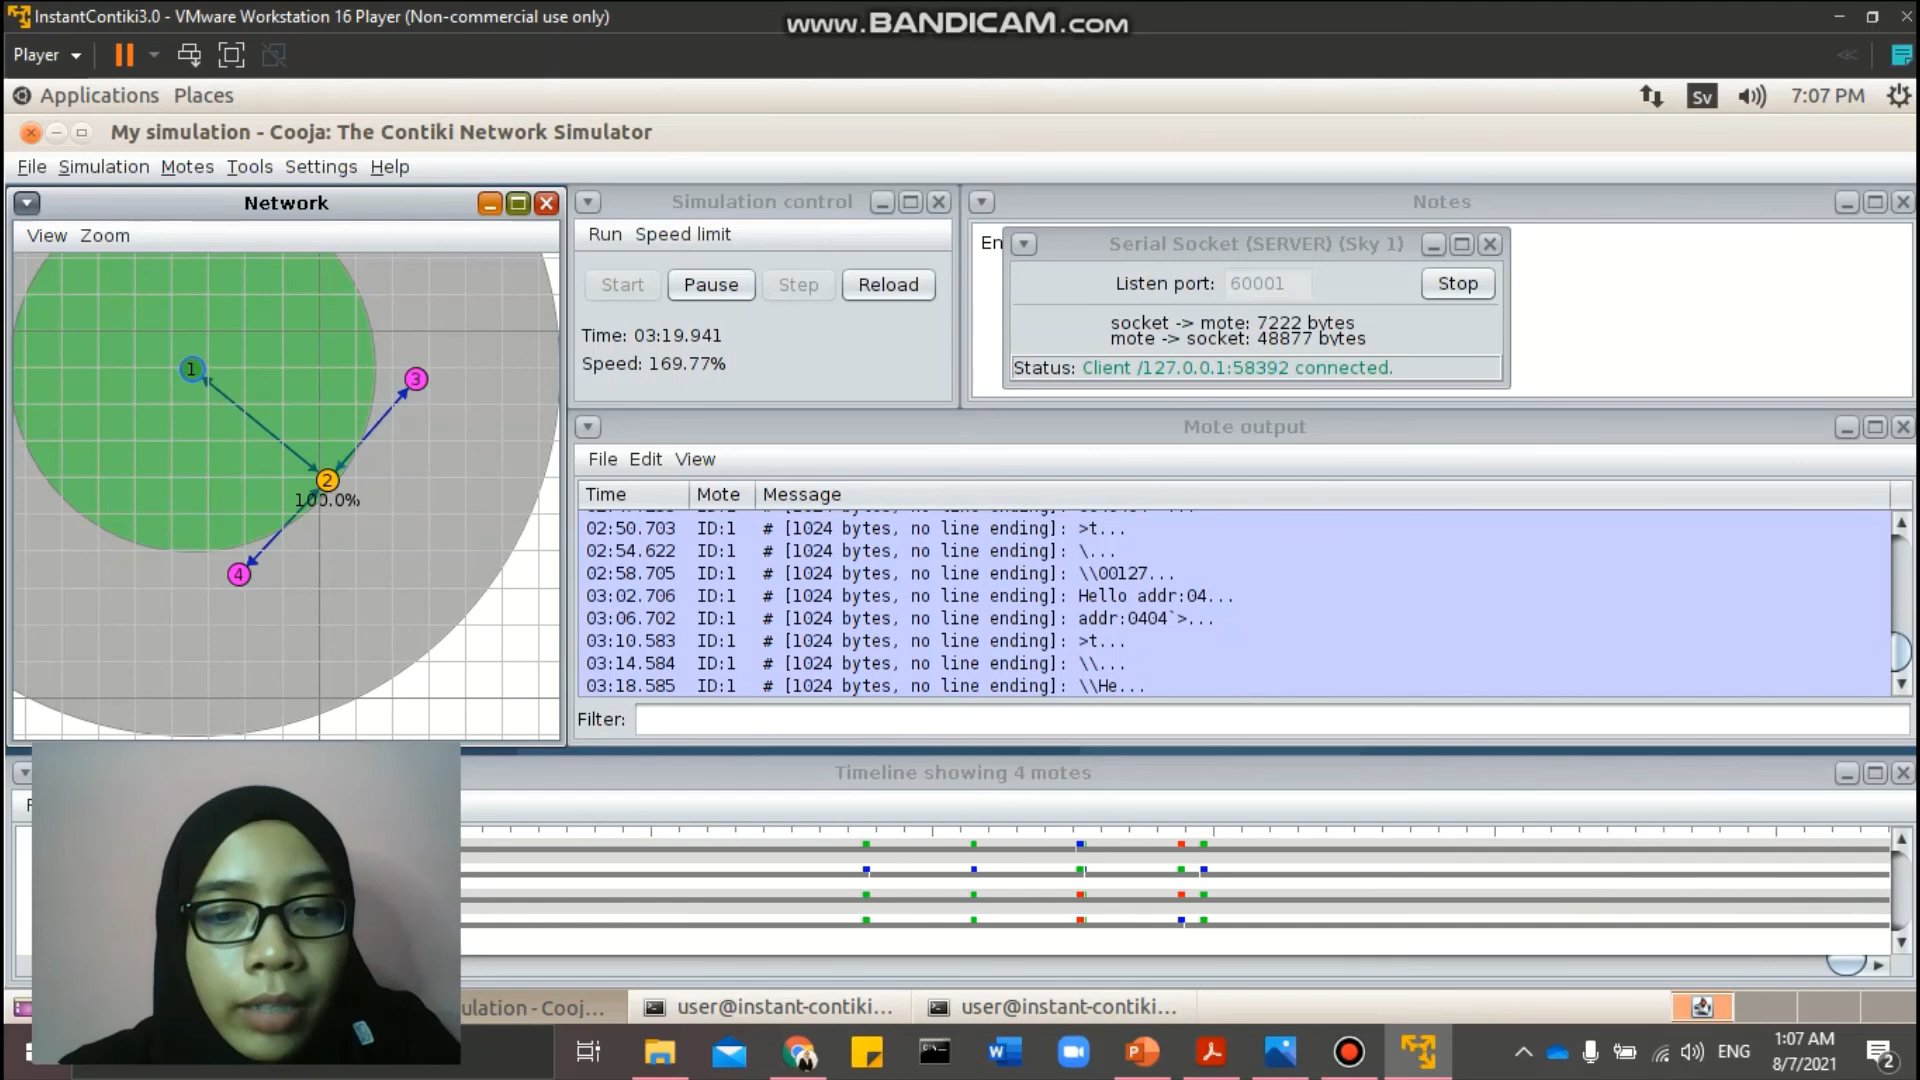 InstantContiki3.0 - VMware Workstation 16 Player (Non-commercial use only)
www.BANDICAM.com
Player
Applications Places
Sv
7:07 PM
My simulation - Cooja: The Contiki Network Simulator
File Simulation Motes Tools Settings Help
Network
View Zoom
1
3
2
100.0%
4
Simulation control
Run Speed limit
Start Pause Step Reload
Time: 03:19.941
Speed: 169.77%
Notes
En
Serial Socket (SERVER) (Sky 1)
Listen port: 60001 Stop
socket -> mote: 7222 bytes
mote -> socket: 48877 bytes
Status: Client /127.0.0.1:58392 connected.
Mote output
File Edit View
Time Mote Message
02:50.703 ID:1 # [1024 bytes, no line ending]: >t...
02:54.622 ID:1 # [1024 bytes, no line ending]: \...
02:58.705 ID:1 # [1024 bytes, no line ending]: \\00127...
03:02.706 ID:1 # [1024 bytes, no line ending]: Hello addr:04...
03:06.702 ID:1 # [1024 bytes, no line ending]: addr:0404`>...
03:10.583 ID:1 # [1024 bytes, no line ending]: >t...
03:14.584 ID:1 # [1024 bytes, no line ending]: \\...
03:18.585 ID:1 # [1024 bytes, no line ending]: \\He...
Filter:
Timeline showing 4 motes
ulation - Cooj... user@instant-contiki... user@instant-contiki...
ENG
1:07 AM
8/7/2021
2